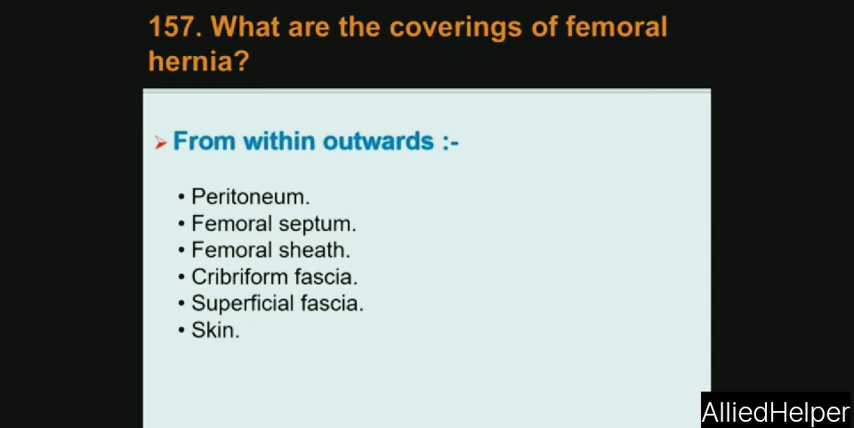 157. What are the coverings of femoral
hernia?
➢ From within outwards :-
• Peritoneum.
• Femoral septum.
• Femoral sheath.
• Cribriform fascia.
• Superficial fascia.
• Skin.
AlliedHelper